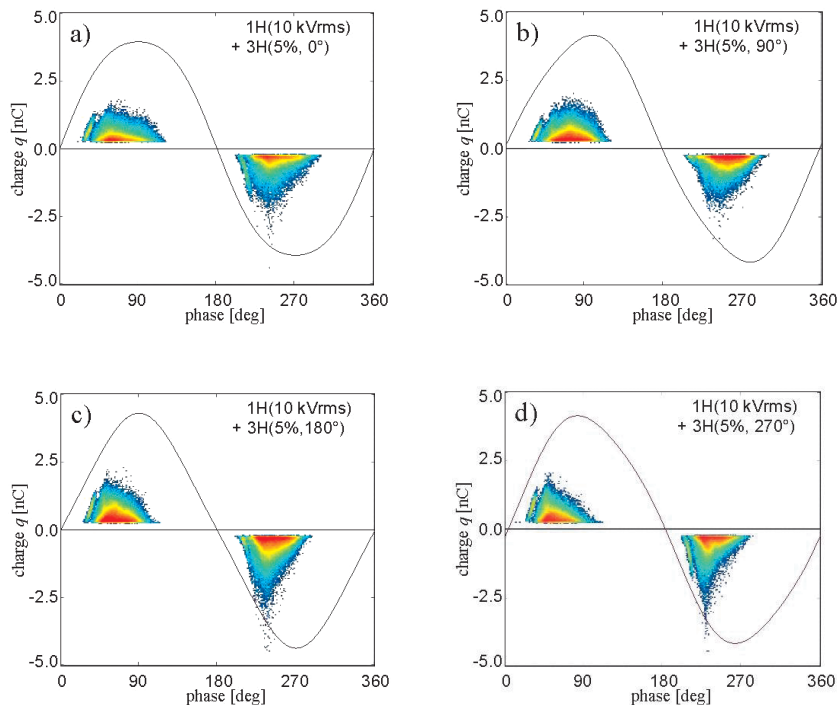 a)
1H(10 kVrms)
+ 3H(5%, 0°)
charge q [nC]
5.0
2.5
0.0
-2.5
-5.0
0
90
180
270
360
phase [deg]
b)
1H(10 kVrms)
+ 3H(5%, 90°)
charge q [nC]
5.0
2.5
0.0
-2.5
-5.0
0
90
180
270
360
phase [deg]
c)
1H(10 kVrms)
+ 3H(5%,180°)
charge q [nC]
5.0
2.5
0.0
-2.5
-5.0
0
90
180
270
360
phase [deg]
d)
1H(10 kVrms)
+ 3H(5%, 270°)
charge q [nC]
5.0
2.5
0.0
-2.5
-5.0
0
90
180
270
360
phase [deg]